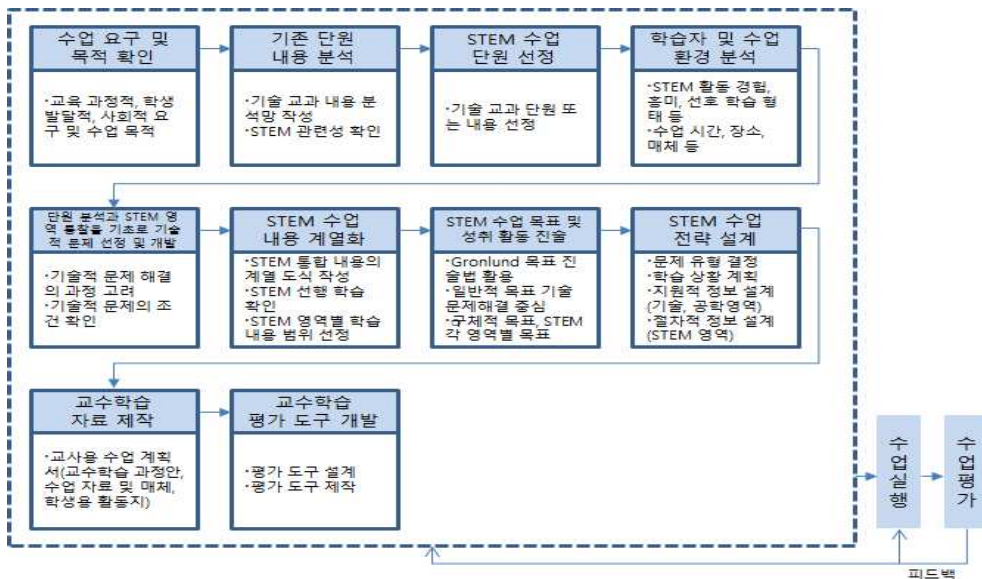 수업 요구 및
목적 확인
·교육 과정적, 학생
발달적, 사회적 요
구 및 수업 목적
기존 단원
내용 분석
·기술 교과 내용 분
석망 작성
·STEM 관련성 확인
STEM 수업
단원 선정
·기술 교과 단원 또
는 내용 선정
학습자 및 수업
환경 분석
·STEM 활동 경험,
흥미, 선호 학습 형
태 등
·수업 시간, 장소,
매체 등
단원 분석과 STEM 영
역 통찰을 기초로 기술
적 문제 선정 및 개발
·기술적 문제 해결
의 과정 고려
·기술적 문제의 조
건 확인
STEM 수업
내용 계열화
·STEM 통합 내용의
계열 도식 작성
·STEM 선행 학습
확인
·STEM 영역별 학습
내용 범위 선정
STEM 수업 목표 및
성취 활동 진술
·Gronlund 목표 진
술법 활용
·일반적 목표 기술
문제해결 중심
·구체적 목표, STEM
각 영역별 목표
STEM 수업
전략 설계
·문제 유형 결정
·학습 상황 계획
·지원적 정보 설계
(기술, 공학영역)
·절차적 정보 설계
(STEM 영역)
교수학습
자료 제작
·교사용 수업 계획
서(교수학습 과정안,
수업 자료 및 매체,
학생용 활동지)
교수학습
평가 도구 개발
·평가 도구 설계
·평가 도구 제작
수업실행
수업평가
피드백